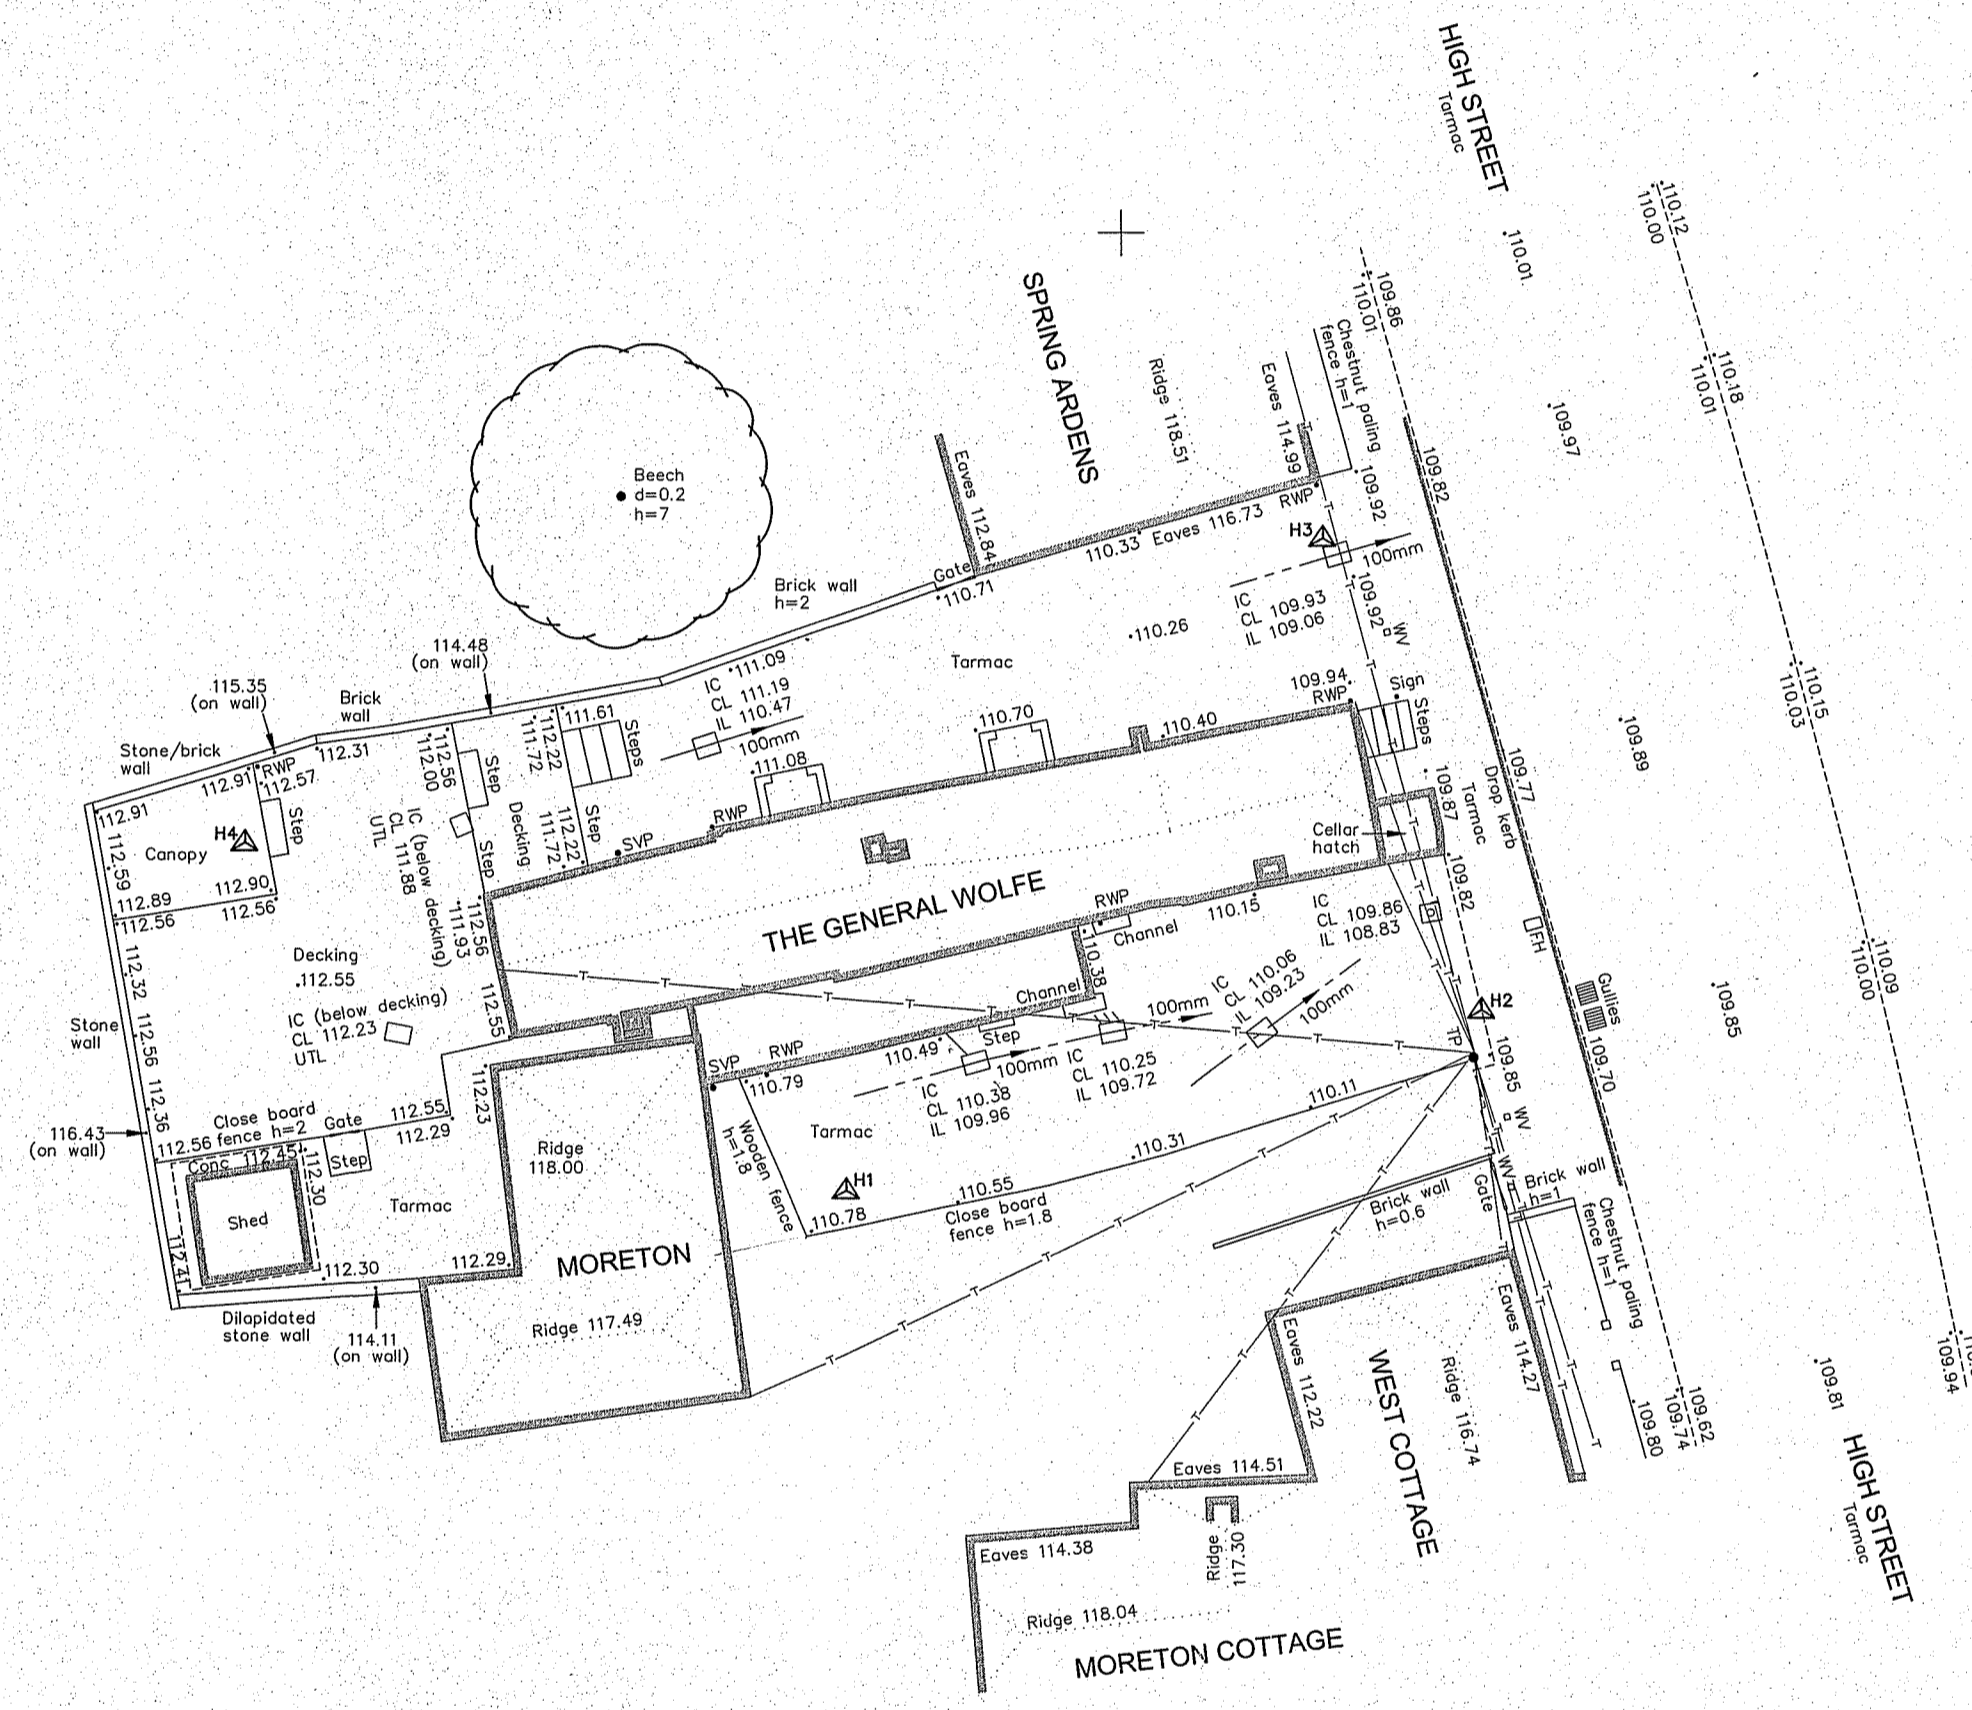 HIGH STREET
Tarmac
110.12
110.00
110.01
109.86
110.01
Chestnut paling
fence h=1
SPRING ARDENS
Ridge 118.51
Eaves 114.99
110.18
110.01
109.97
109.82
Beech
d=0.2
h=7
Eaves 112.84
109.92
RWP
Eaves 116.73
110.33
H3
100mm
Gate
110.71
Brick wall
h=2
IC
CL 109.93
IL 109.06
109.92
WV
110.26
Tarmac
114.48
(on wall)
111.09
IC
CL 111.19
IL 110.47
100mm
115.35
(on wall)
Brick
wall
109.94
RWP
Sign
Steps
110.15
110.03
111.61
Steps
112.22
111.72
110.70
110.40
109.89
Stone/brick
wall
112.31
112.56
112.00
Step
111.08
109.77
Drop kerb
Tarmac
109.87
112.91
RWP
112.57
112.91
Step
H4
Canopy
112.59
IC (below decking)
CL 111.88
UTL
Decking
Step
112.22
111.72
Step
SVP
RWP
Cellar
hatch
112.90
112.89
112.56
112.56
THE GENERAL WOLFE
RWP
Channel
110.15
IC
CL 109.86
IL 108.83
109.82
FH
112.56
111.93
Decking
112.55
112.32
110.38
Channel
110.09
110.00
IC (below decking)
CL 112.23
UTL
112.55
IC
CL 110.06
IL 109.23
100mm
100mm
H2
Gullies
109.85
Stone
wall
112.56
Step
110.49
TP
109.85
109.70
SVP
RWP
110.79
100mm
IC
CL 110.25
IL 109.72
112.36
112.23
IC
CL 110.38
IL 109.96
110.11
WV
116.43
(on wall)
Close board
fence h=2
Gate
112.55
112.29
112.56
Conc
112.45
Step
112.30
Wooden fence
h=1.8
Tarmac
Ridge
118.00
110.31
WV
Brick wall
h=1
Shed
Tarmac
H1
110.55
110.78
Close board
fence h=1.8
Brick wall
h=0.6
Gate
Chestnut paling
fence h=1
112.41
112.30
112.29
MORETON
Dilapidated
stone wall
114.11
(on wall)
Ridge 117.49
Eaves 112.22
Eaves 114.27
WEST COTTAGE
Ridge 116.74
109.94
109.81
109.62
109.74
109.80
Eaves 114.51
HIGH STREET
Tarmac
Eaves 114.38
Ridge
117.30
Ridge 118.04
MORETON COTTAGE